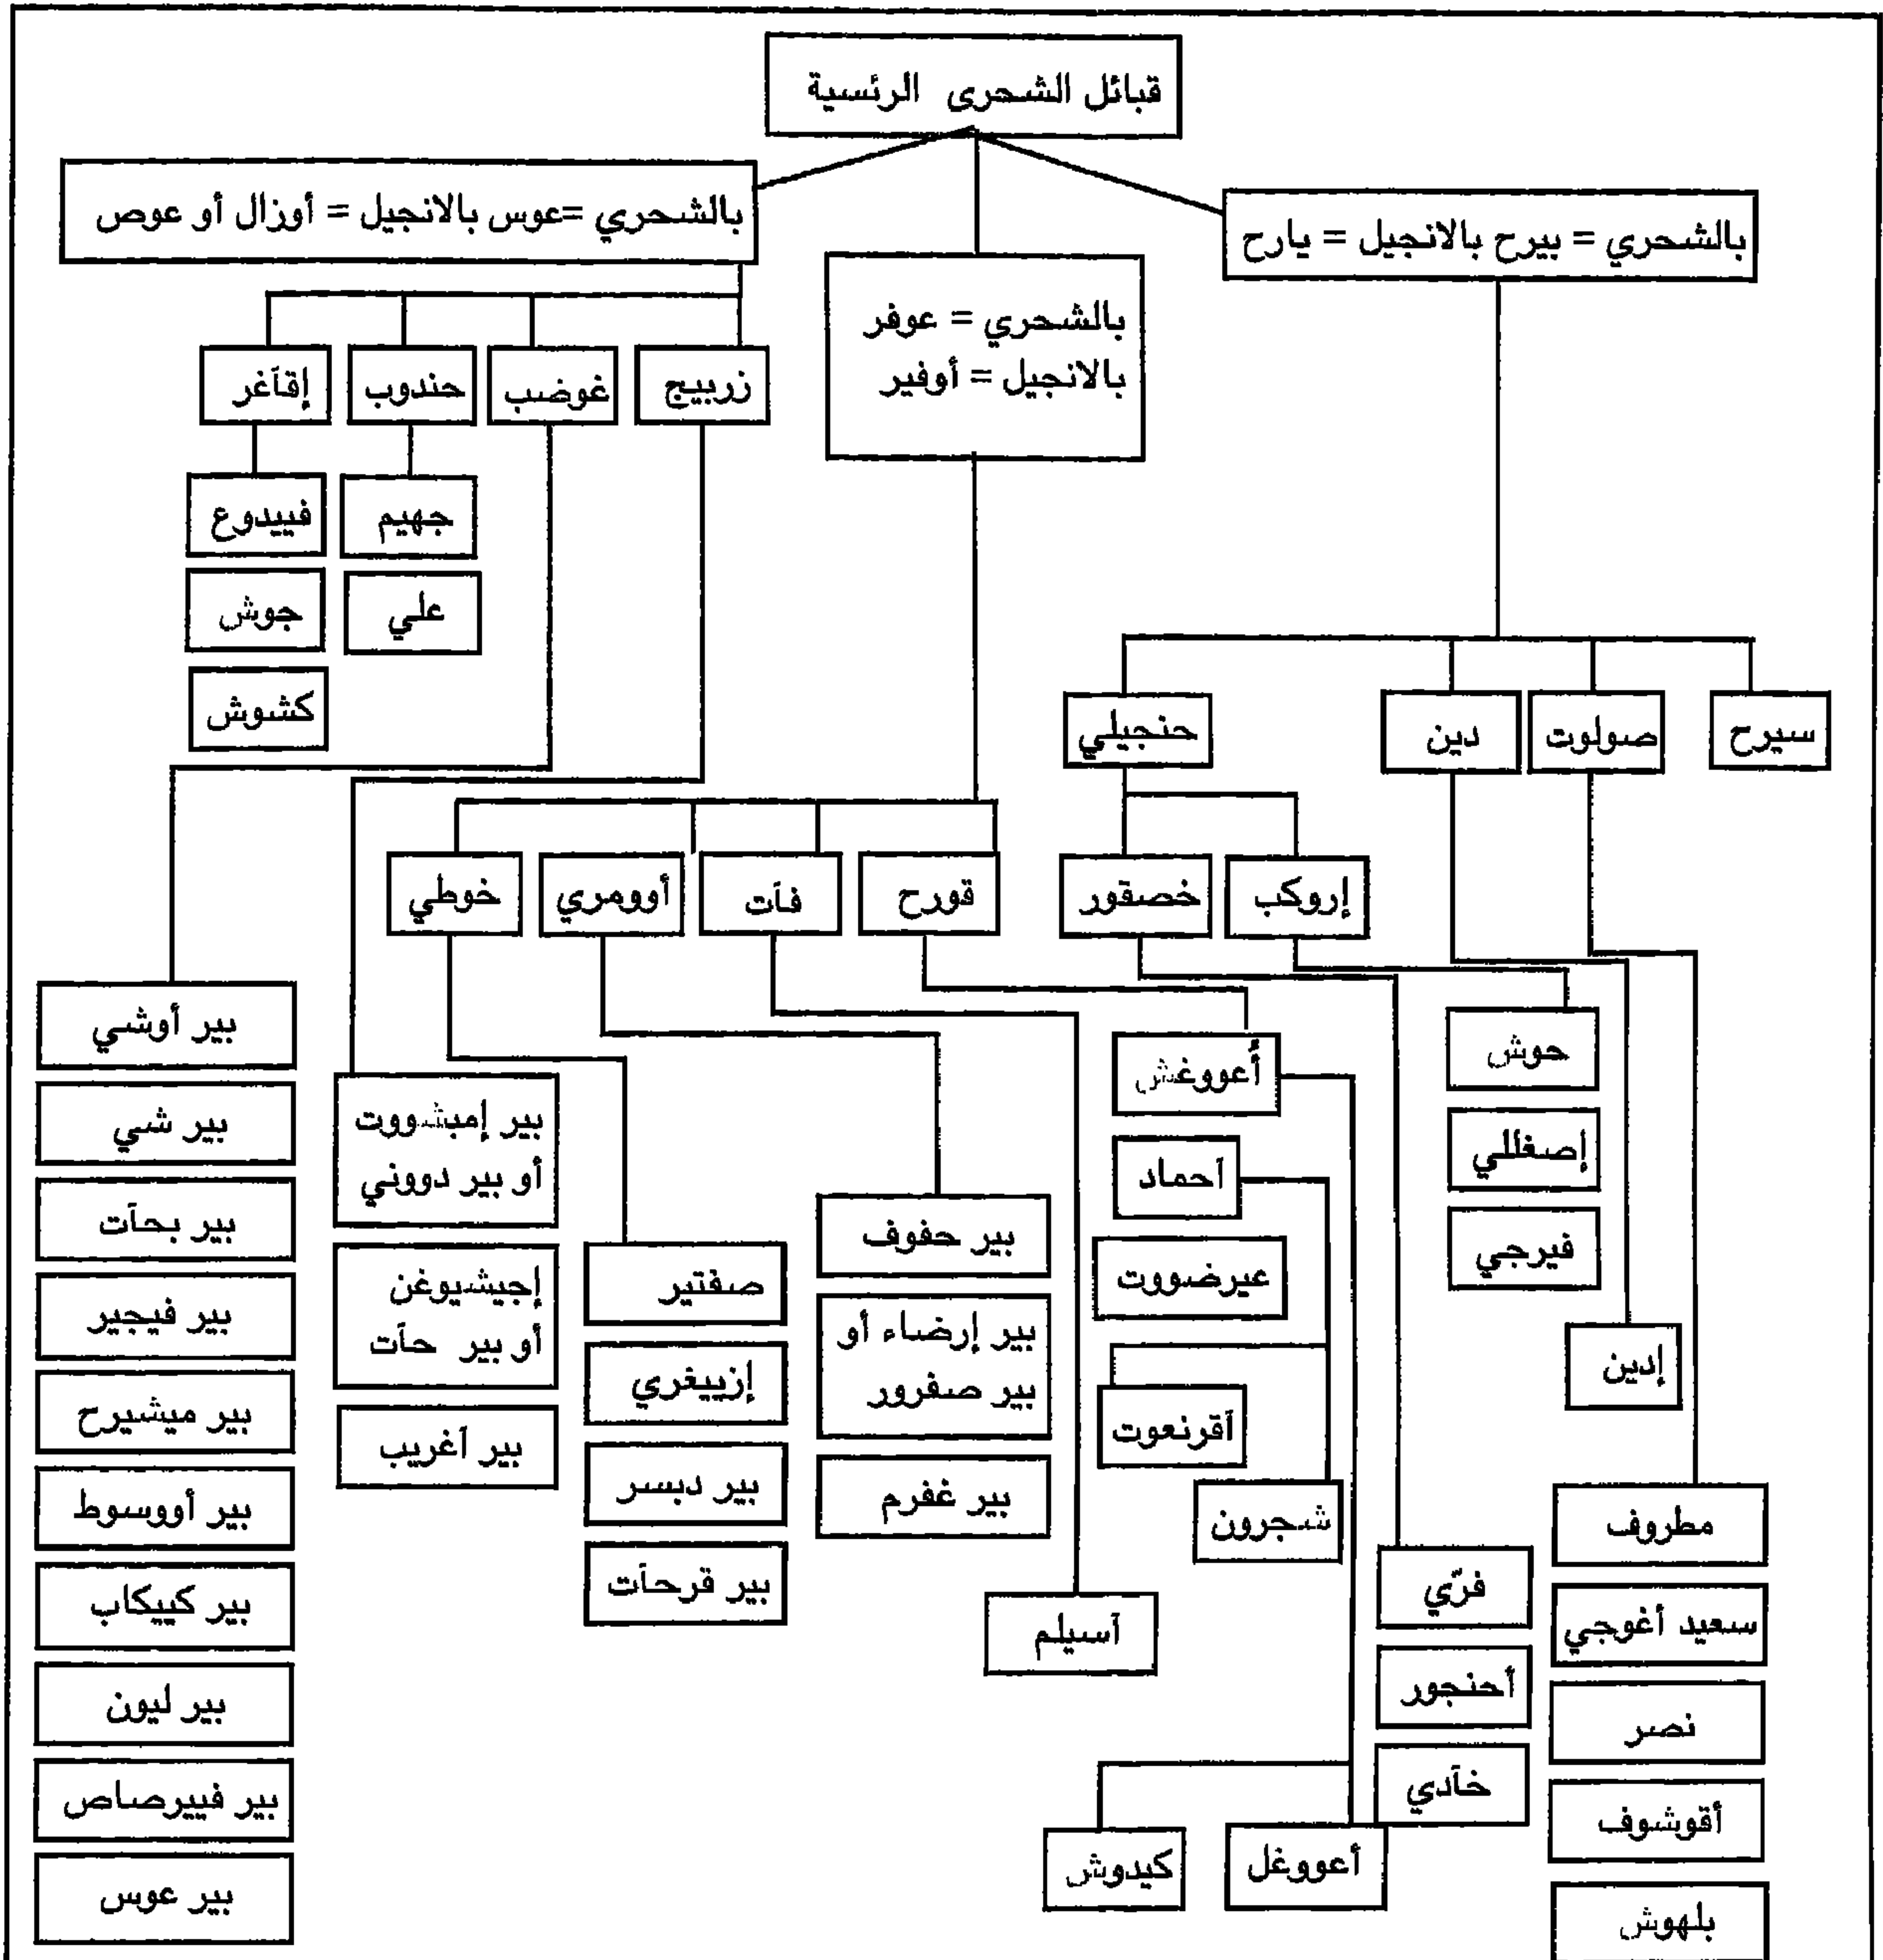 قبائل الشحرى الرئسية
بالشحري = بيرح بالانجيل = يارح
بالشحري = عوفر
بالانجيل = أوفير
بالشحري =عوس بالانجيل = أوزال أو عوص
زربيج
غوضب
حندوب
إقآغر
جهيم
علي
فييدوع
جوش
كشوش
سيرح
صولوت
دين
حنجيلي
إروكب
خصقور
قورح
فآت
أوومري
خوطي
حوش
إصفللي
فيرجي
إدين
مطروف
سعيد أغوجي
نصر
أقوشوف
بلهوش
فرّي
أحنجور
خآدي
أعووغش
آحماد
عيرضووت
آقرنعوت
شجرون
أعووغل
كيدوش
آسيلم
بير حفوف
بير إرضاء أو
بير صفرور
بير غفرم
صفتير
إزييغري
بير دبسر
بير قرحآت
بير إمبشووت
أو بير دووني
إجيشيوغن
أو بير حآت
بير آغريب
بير أوشي
بير شي
بير بحآت
بير فيجير
بير ميشيرح
بير أووسوط
بير كييكاب
بير ليون
بير فييرصاص
بير عوس